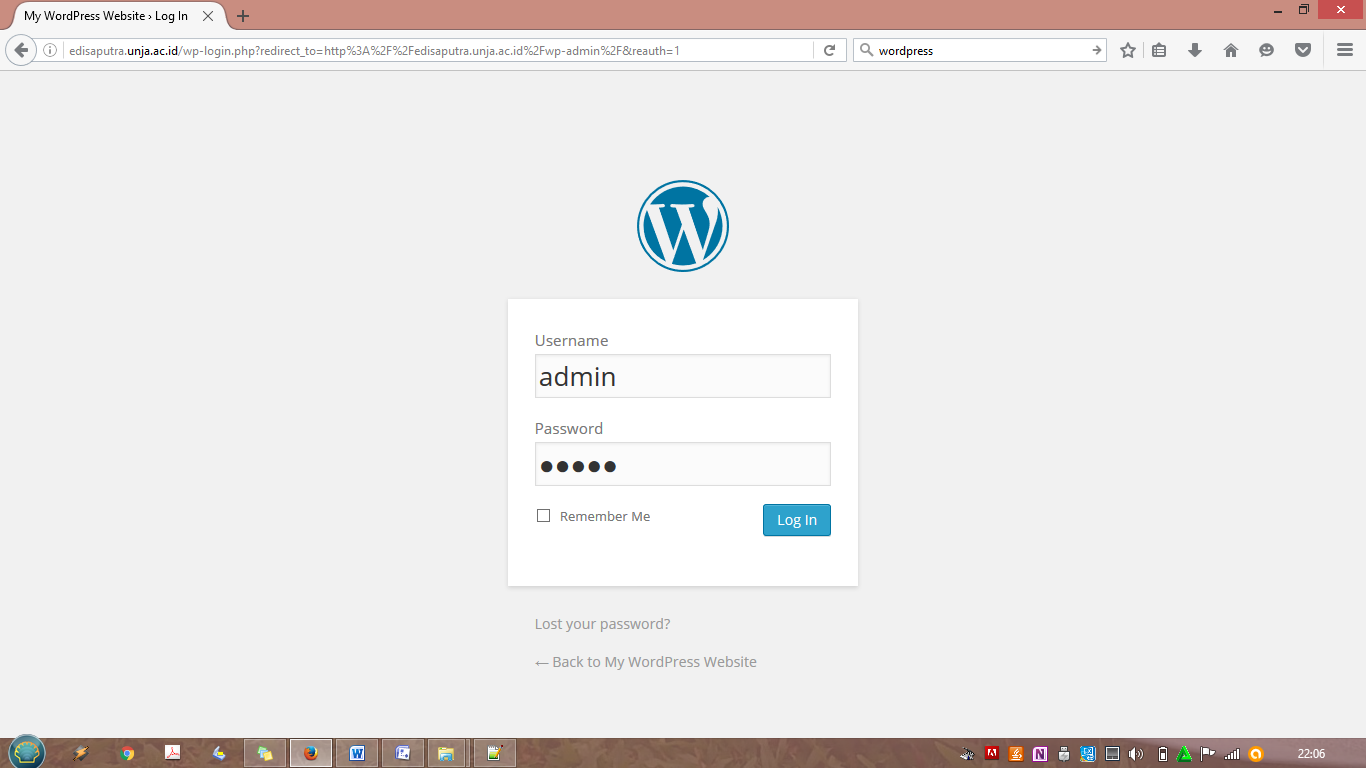 My WordPress Website › Log In
edisaputra.unja.ac.id/wp-login.php?redirect_to=http%3A%2F%2Fedisaputra.unja.ac.id%2Fwp-admin%2F&reauth=1
wordpress
Username
admin
Password
●●●●●
Remember Me
Log In
Lost your password?
← Back to My WordPress Website
22:06